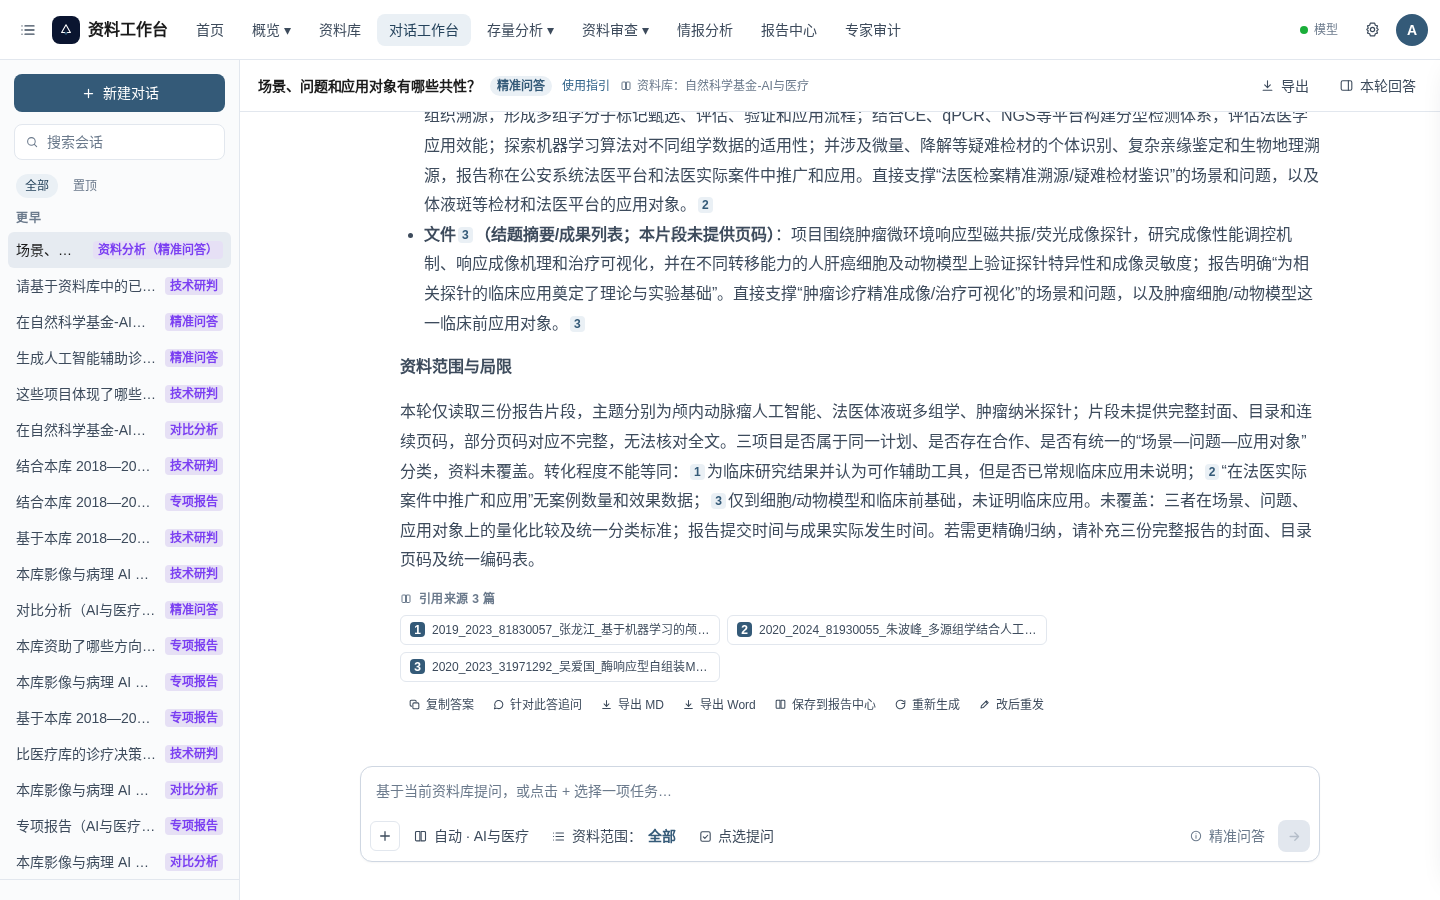 资料工作台
首页
概览 ▾
资料库
对话工作台
存量分析 ▾
资料审查 ▾
情报分析
报告中心
专家审计
模型
A
+ 新建对话
搜索会话
全部
置顶
更早
场景、… 资料分析（精准问答）
请基于资料库中的已… 技术研判
在自然科学基金-AI… 精准问答
生成人工智能辅助诊… 精准问答
这些项目体现了哪些… 技术研判
在自然科学基金-AI… 对比分析
结合本库 2018—20… 技术研判
结合本库 2018—20… 专项报告
基于本库 2018—20… 技术研判
本库影像与病理 AI … 技术研判
对比分析（AI与医疗… 精准问答
本库资助了哪些方向… 专项报告
本库影像与病理 AI … 专项报告
基于本库 2018—20… 专项报告
比医疗库的诊疗决策… 技术研判
本库影像与病理 AI … 对比分析
专项报告（AI与医疗… 专项报告
本库影像与病理 AI … 对比分析
场景、问题和应用对象有哪些共性？
精准问答
使用指引
资料库：自然科学基金-AI与医疗
导出
本轮回答
组织溯源，形成多组学分子标记甄选、评估、验证和应用流程；结合CE、qPCR、NGS等平台构建分型检测体系，评估法医学
应用效能；探索机器学习算法对不同组学数据的适用性；并涉及微量、降解等疑难检材的个体识别、复杂亲缘鉴定和生物地理溯
源，报告称在公安系统法医平台和法医实际案件中推广和应用。直接支撑“法医检案精准溯源/疑难检材鉴识”的场景和问题，以及
体液斑等检材和法医平台的应用对象。 2
• 文件 3 （结题摘要/成果列表；本片段未提供页码）：项目围绕肿瘤微环境响应型磁共振/荧光成像探针，研究成像性能调控机
制、响应成像机理和治疗可视化，并在不同转移能力的人肝癌细胞及动物模型上验证探针特异性和成像灵敏度；报告明确“为相
关探针的临床应用奠定了理论与实验基础”。直接支撑“肿瘤诊疗精准成像/治疗可视化”的场景和问题，以及肿瘤细胞/动物模型这
一临床前应用对象。 3
资料范围与局限
本轮仅读取三份报告片段，主题分别为颅内动脉瘤人工智能、法医体液斑多组学、肿瘤纳米探针；片段未提供完整封面、目录和连
续页码，部分页码对应不完整，无法核对全文。三项目是否属于同一计划、是否存在合作、是否有统一的“场景—问题—应用对象”
分类，资料未覆盖。转化程度不能等同： 1 为临床研究结果并认为可作辅助工具，但是否已常规临床应用未说明； 2 “在法医实际
案件中推广和应用”无案例数量和效果数据； 3 仅到细胞/动物模型和临床前基础，未证明临床应用。未覆盖：三者在场景、问题、
应用对象上的量化比较及统一分类标准；报告提交时间与成果实际发生时间。若需更精确归纳，请补充三份完整报告的封面、目录
页码及统一编码表。
引用来源 3 篇
1 2019_2023_81830057_张龙江_基于机器学习的颅…
2 2020_2024_81930055_朱波峰_多源组学结合人工…
3 2020_2023_31971292_吴爱国_酶响应型自组装M…
复制答案
针对此答追问
导出 MD
导出 Word
保存到报告中心
重新生成
改后重发
基于当前资料库提问，或点击 + 选择一项任务…
+
自动 · AI与医疗
资料范围： 全部
点选提问
精准问答